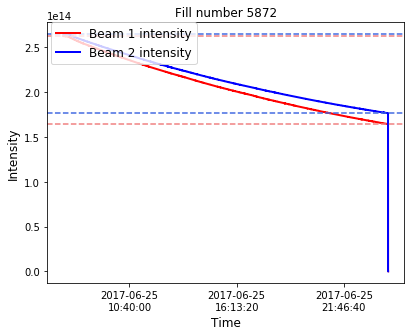 Fill number 5872
1e14
Beam 1 intensity
Beam 2 intensity
2.5
2.0
1.5
1.0
0.5
0.0
Intensity
2017-06-25
10:40:00
2017-06-25
16:13:20
2017-06-25
21:46:40
Time